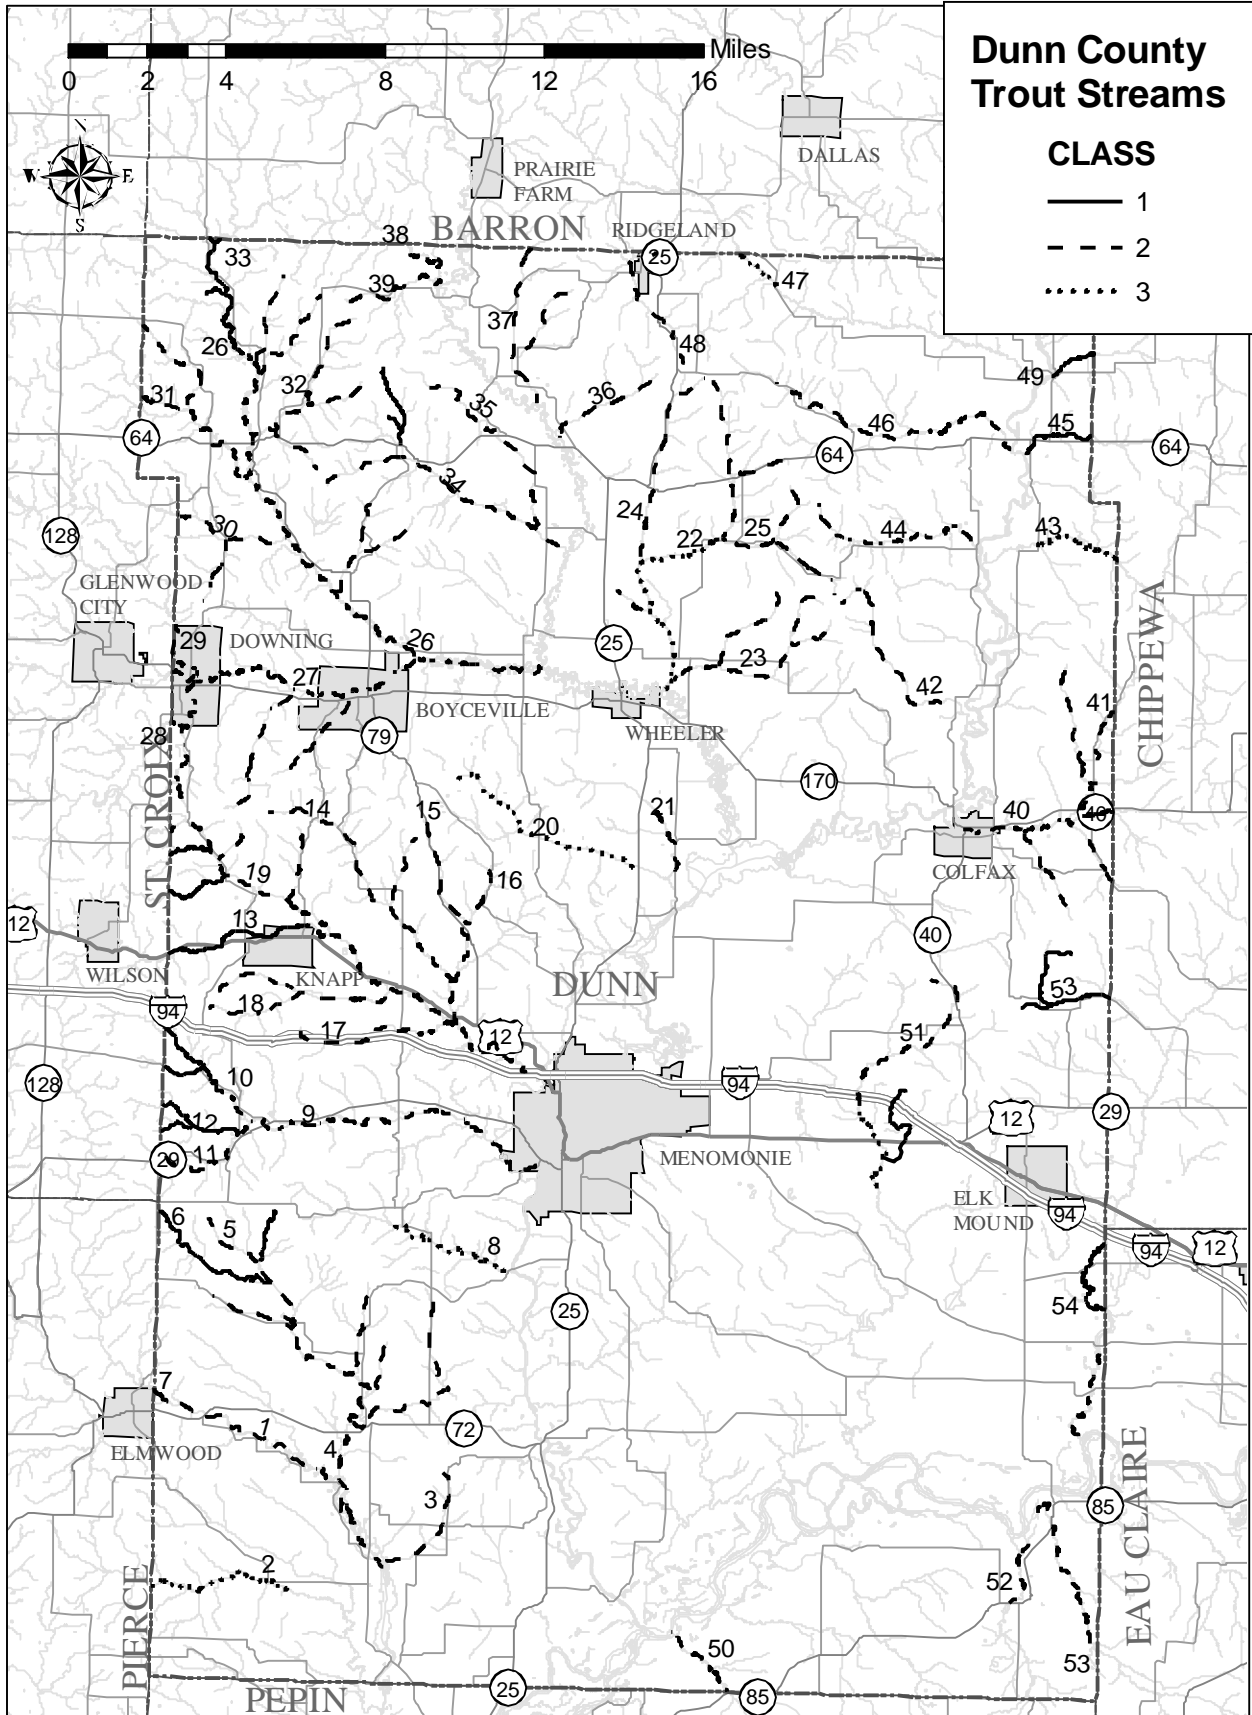 Dunn County
Trout Streams
CLASS
1
2
3
Miles
0 2 4 8 12 16
N
W E
S
PRAIRIE
FARM
DALLAS
BARRON
RIDGELAND
25
38
33
47
39
37
48
26
32
49
31
36
35
46
45
64
64
64
34
24
30
22
25
44
43
128
GLENWOOD
CITY
CHIPPEWA
29
DOWNING
26
25
27
23
42
41
BOYCEVILLE
WHEELER
28
79
ST. CROIX
170
14
15
21
20
40
40
COLFAX
19
16
12
13
40
WILSON
KNAPP
DUNN
53
94
18
17
12
51
128
10
94
9
12
12
29
29
11
MENOMONIE
ELK
MOUND
6
5
8
94
94
12
25
54
7
1
4
72
ELMWOOD
3
EAU CLAIRE
85
2
52
PIERCE
50
53
25
85
PEPIN